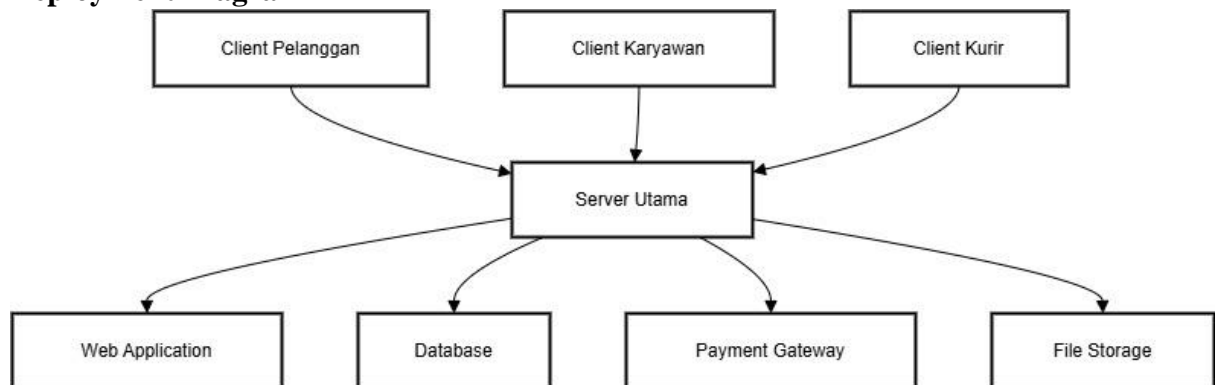 Client Pelanggan
Client Karyawan
Client Kurir
Server Utama
Web Application
Database
Payment Gateway
File Storage